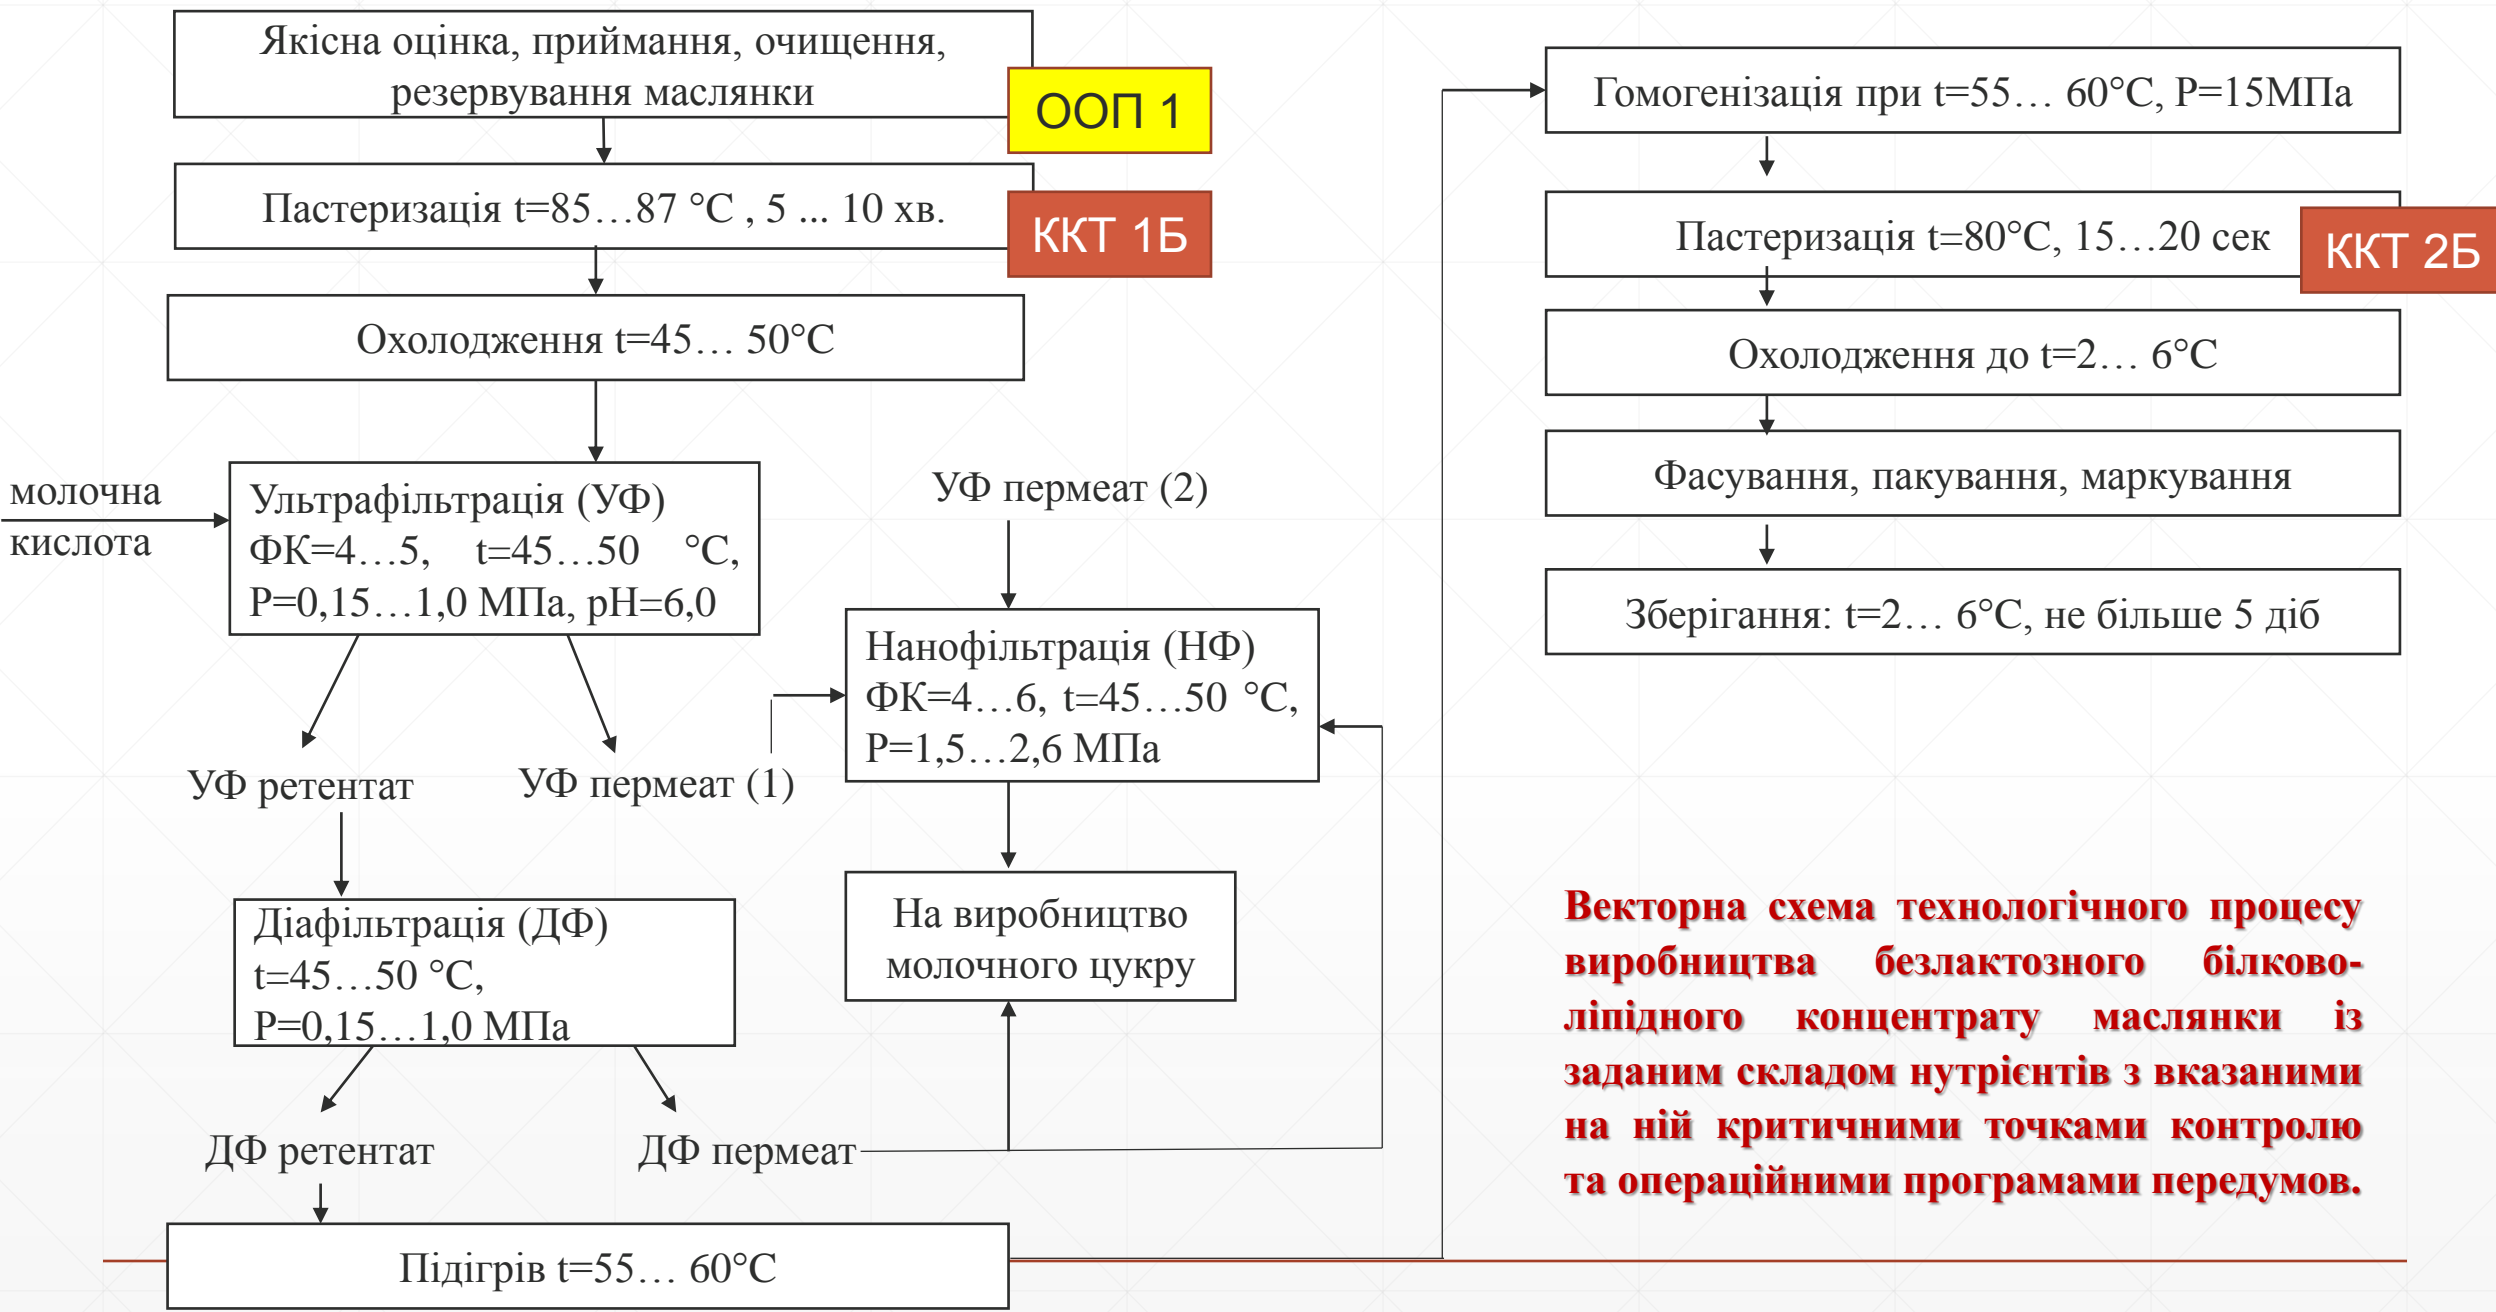 Якісна оцінка, приймання, очищення,
резервування маслянки
ООП 1
Пастеризація t=85…87 °С , 5 ... 10 хв.
ККТ 1Б
Охолодження t=45… 50°С
молочна
кислота
Ультрафільтрація (УФ)
ФК=4…5, t=45…50 °С,
Р=0,15…1,0 МПа, рН=6,0
УФ ретентат
УФ пермеат (1)
УФ пермеат (2)
Нанофільтрація (НФ)
ФК=4…6, t=45…50 °С,
Р=1,5…2,6 МПа
На виробництво
молочного цукру
Діафільтрація (ДФ)
t=45…50 °С,
Р=0,15…1,0 МПа
ДФ ретентат
ДФ пермеат
Підігрів t=55… 60°С
Гомогенізація при t=55… 60°С, Р=15МПа
Пастеризація t=80°С, 15…20 сек
ККТ 2Б
Охолодження до t=2… 6°С
Фасування, пакування, маркування
Зберігання: t=2… 6°С, не більше 5 діб
Векторна схема технологічного процесу
виробництва безлактозного білково-
ліпідного концентрату маслянки із
заданим складом нутрієнтів з вказаними
на ній критичними точками контролю
та операційними програмами передумов.